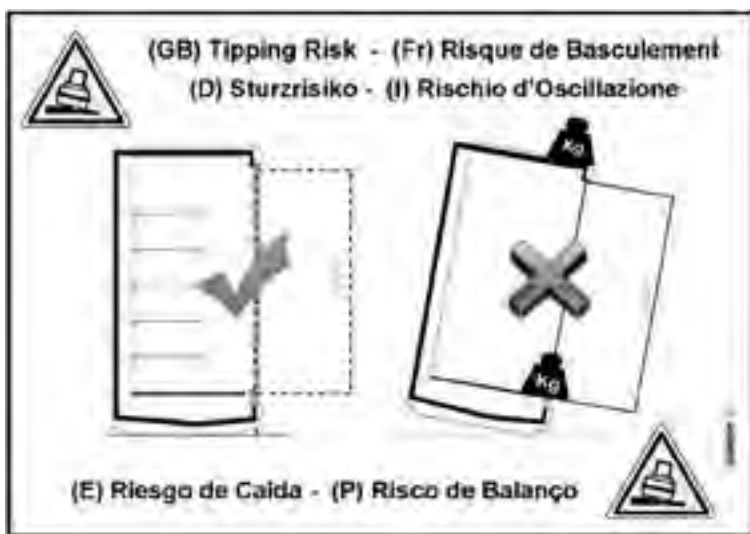 (GB) Tipping Risk - (Fr) Risque de Basculement
(D) Sturzrisiko - (I) Rischio d'Oscillazione
Kg
Kg
(E) Riesgo de Caida - (P) Risco de Balanço